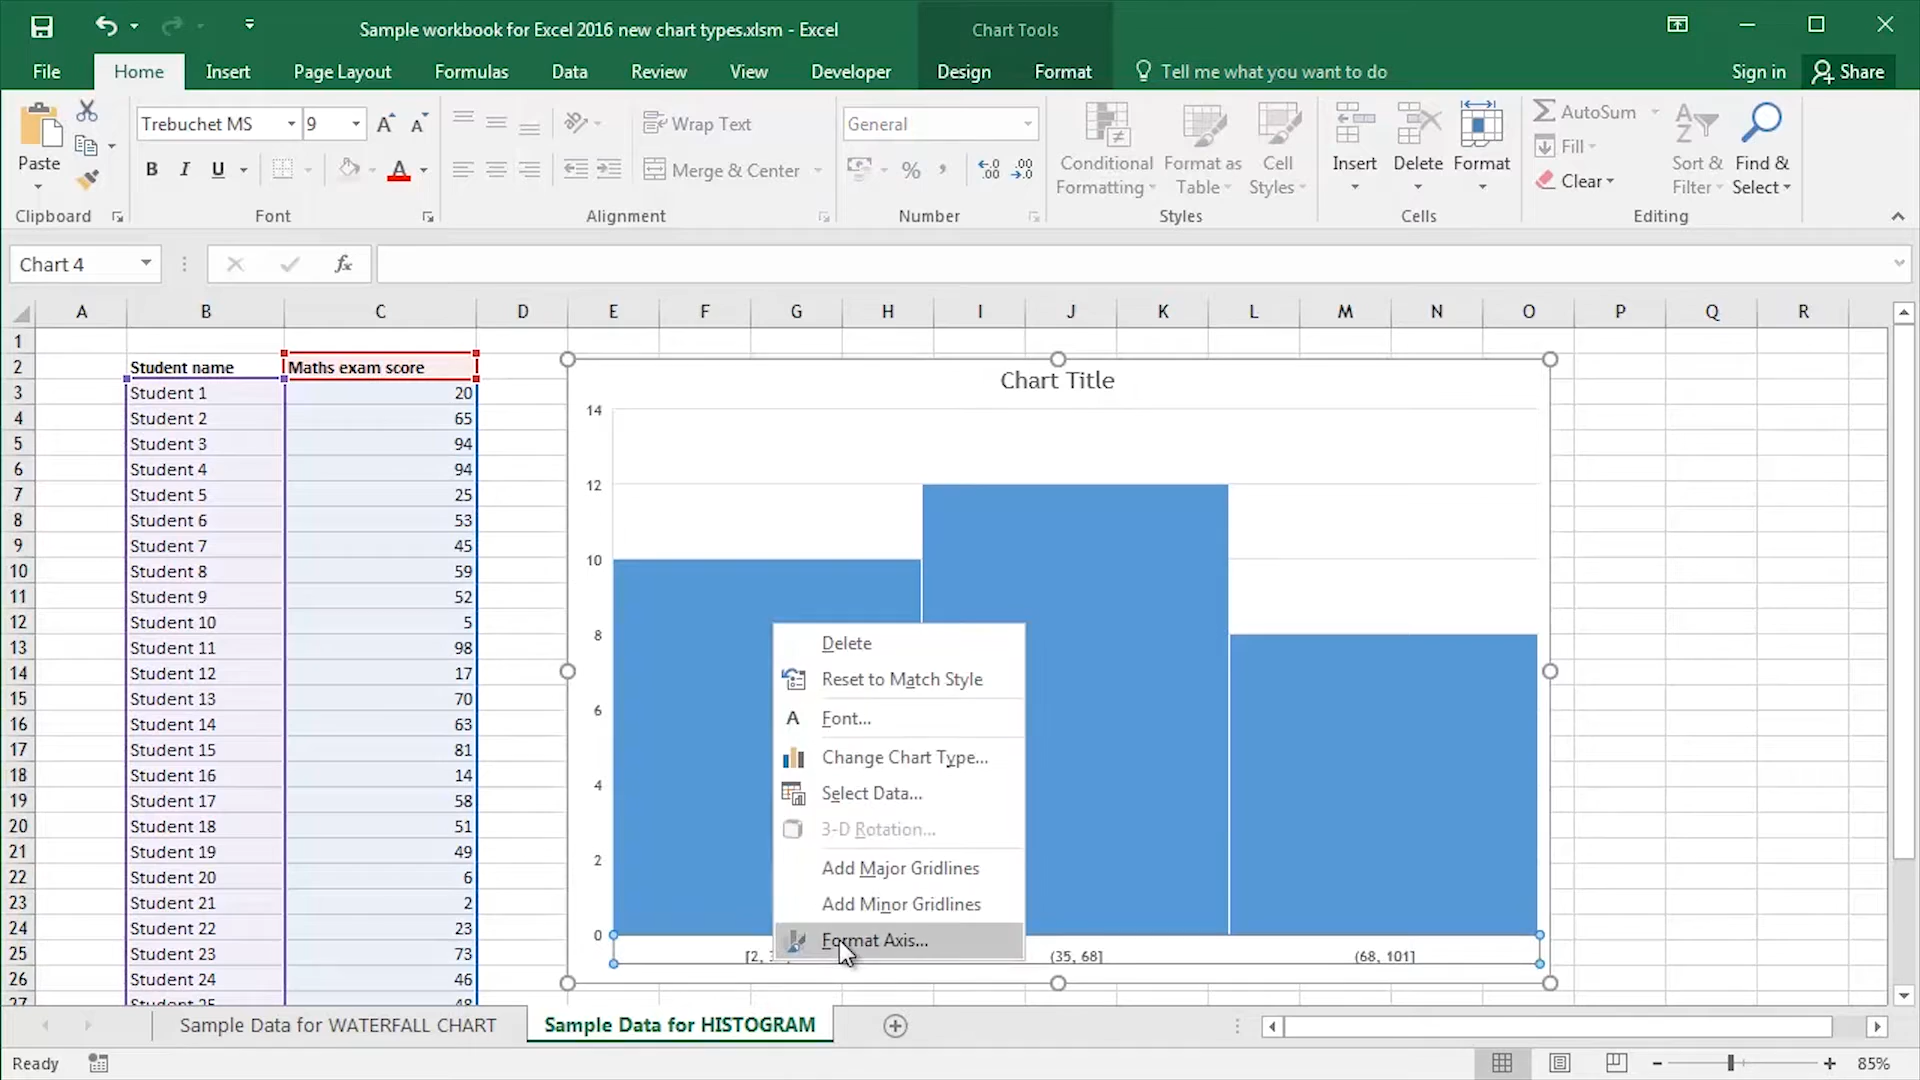 Sample workbook for Excel 2016 new chart types.xlsm - Excel
Chart Tools
File Home Insert Page Layout Formulas Data Review View Developer Design Format Tell me what you want to do Sign in Share
Paste
Trebuchet MS 9
B I U
Wrap Text
Merge & Center
General
%
Conditional Formatting
Format as Table
Cell Styles
Insert Delete Format
AutoSum
Fill
Clear
Sort & Filter
Find & Select
Clipboard Font Alignment Number Styles Cells Editing
Chart 4 fx
A B C D E F G H I J K L M N O P Q R
1
2 Student name Maths exam score
3 Student 1 20
4 Student 2 65
5 Student 3 94
6 Student 4 94
7 Student 5 25
8 Student 6 53
9 Student 7 45
10 Student 8 59
11 Student 9 52
12 Student 10 5
13 Student 11 98
14 Student 12 17
15 Student 13 70
16 Student 14 63
17 Student 15 81
18 Student 16 14
19 Student 17 58
20 Student 18 51
21 Student 19 49
22 Student 20 6
23 Student 21 2
24 Student 22 23
25 Student 23 73
26 Student 24 46
27 Student 25 48
Chart Title
14
12
10
8
6
4
2
0
[2,
(35, 68]
(68, 101]
Delete
Reset to Match Style
Font...
Change Chart Type...
Select Data...
3-D Rotation...
Add Major Gridlines
Add Minor Gridlines
Format Axis...
Sample Data for WATERFALL CHART
Sample Data for HISTOGRAM
Ready
85%